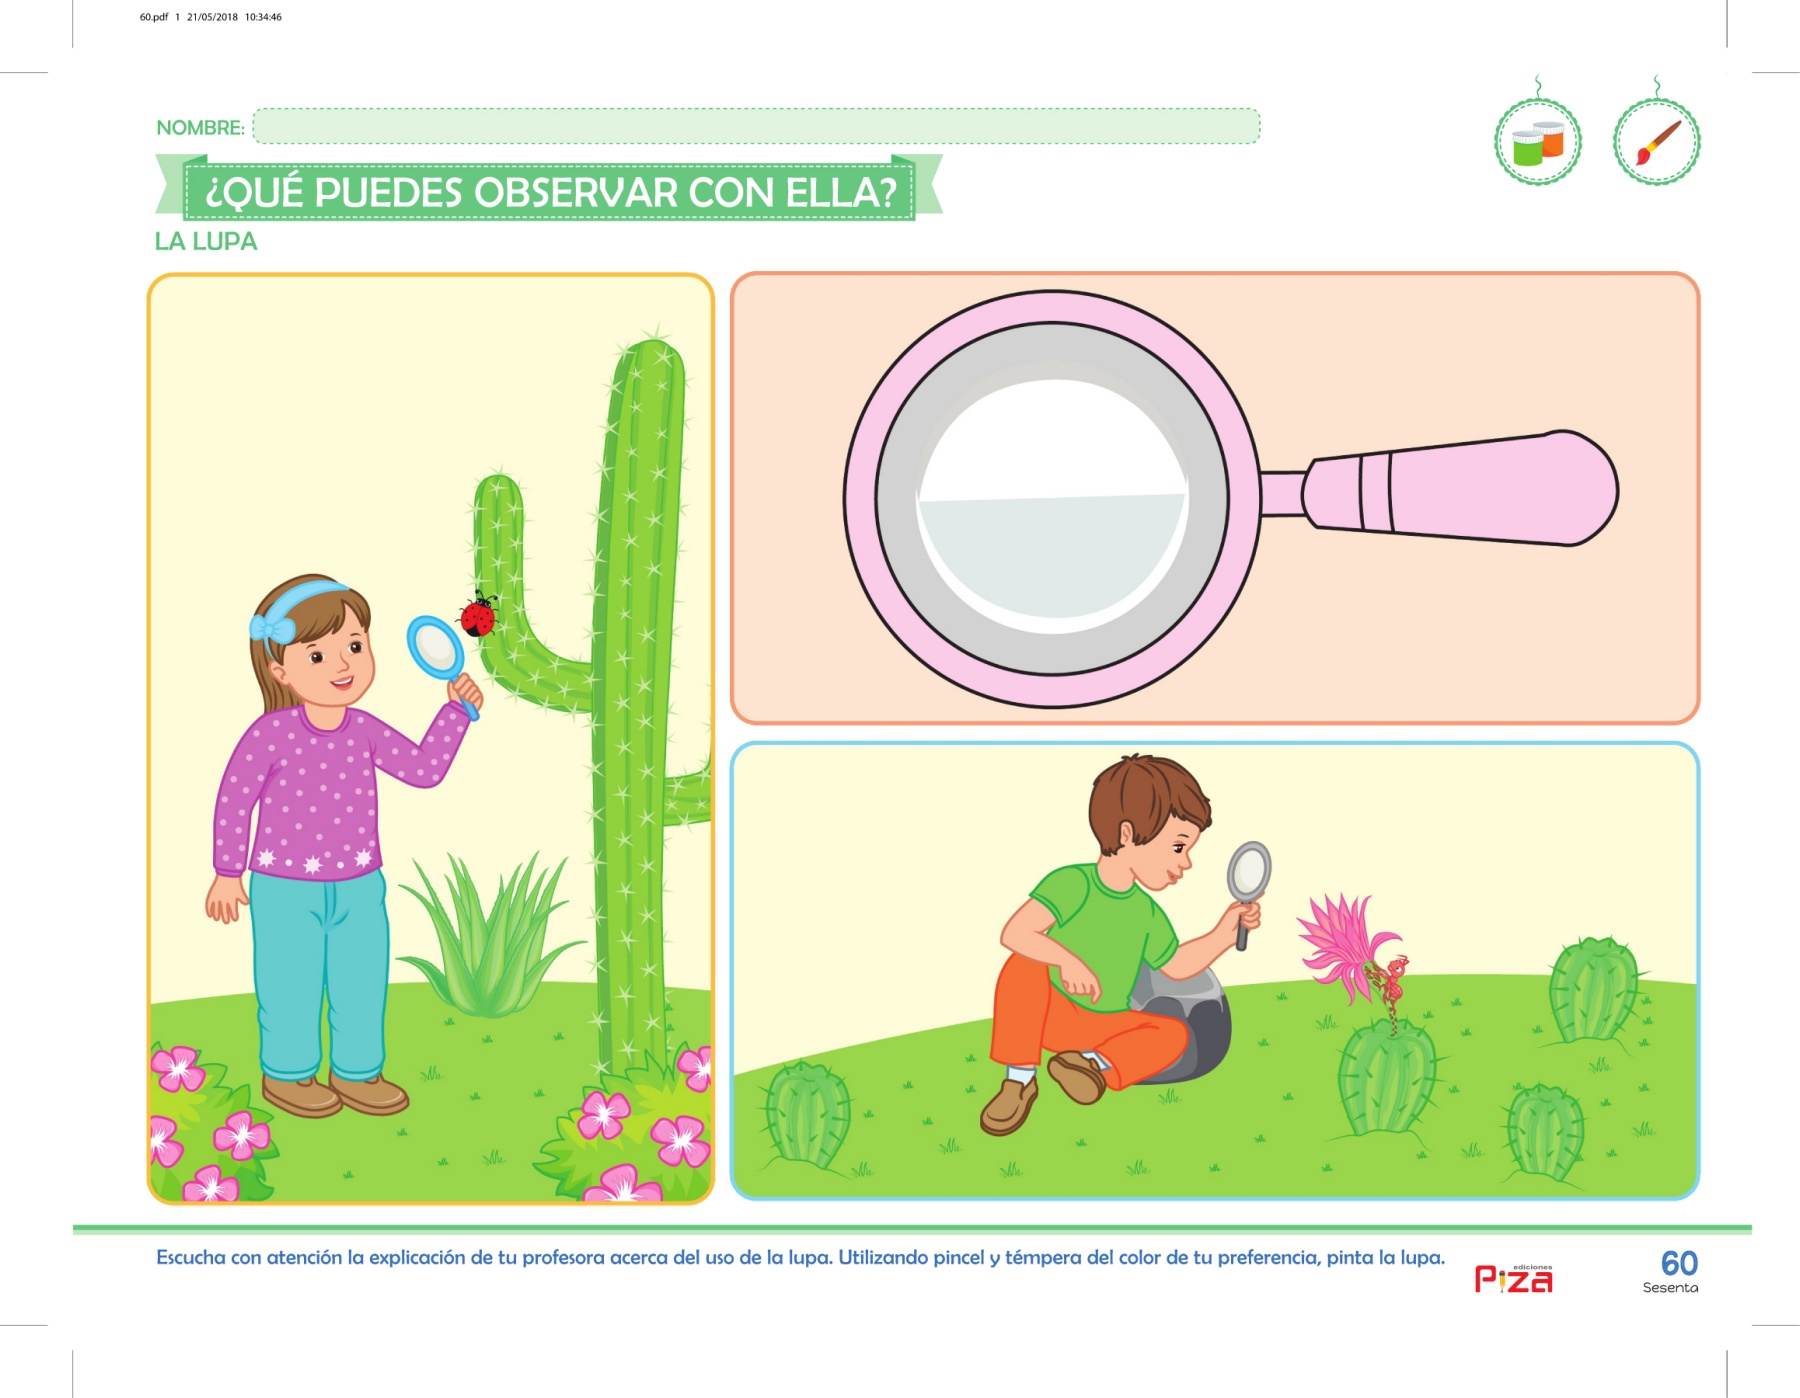 60.pdf 1 21/05/2018 10:34:46
NOMBRE:
¿QUÉ PUEDES OBSERVAR CON ELLA?
LA LUPA
Escucha con atención la explicación de tu profesora acerca del uso de la lupa. Utilizando pincel y témpera del color de tu preferencia, pinta la lupa.
ediciones
Piza
60
Sesenta